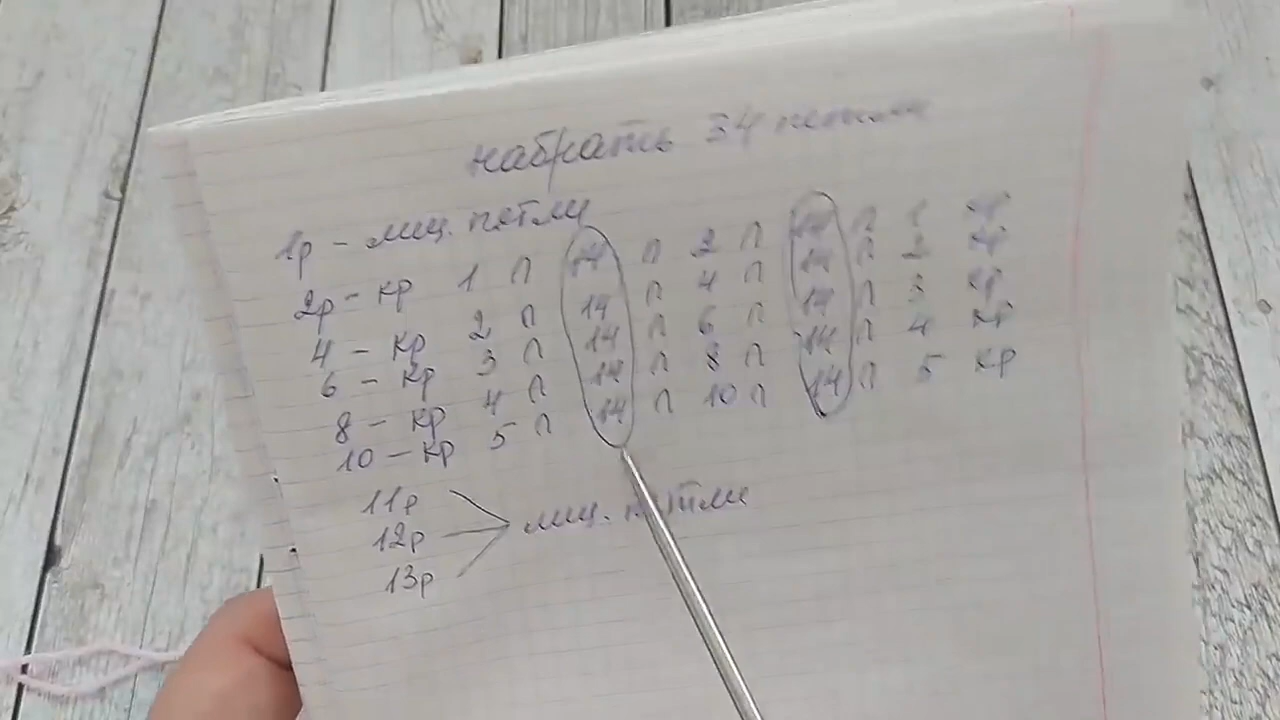 набрать 34 петли
1р - лиц. петли
2р - кр 1 П 14 П 2 П 14 П 1 кр
4 - кр 2 П 14 П 4 П 14 П 2 кр
6 - кр 3 П 14 П 6 П 14 П 3 кр
8 - кр 4 П 14 П 8 П 14 П 4 кр
10 - кр 5 П 14 П 10 П 14 П 5 кр
11р
12р лиц. петли
13р